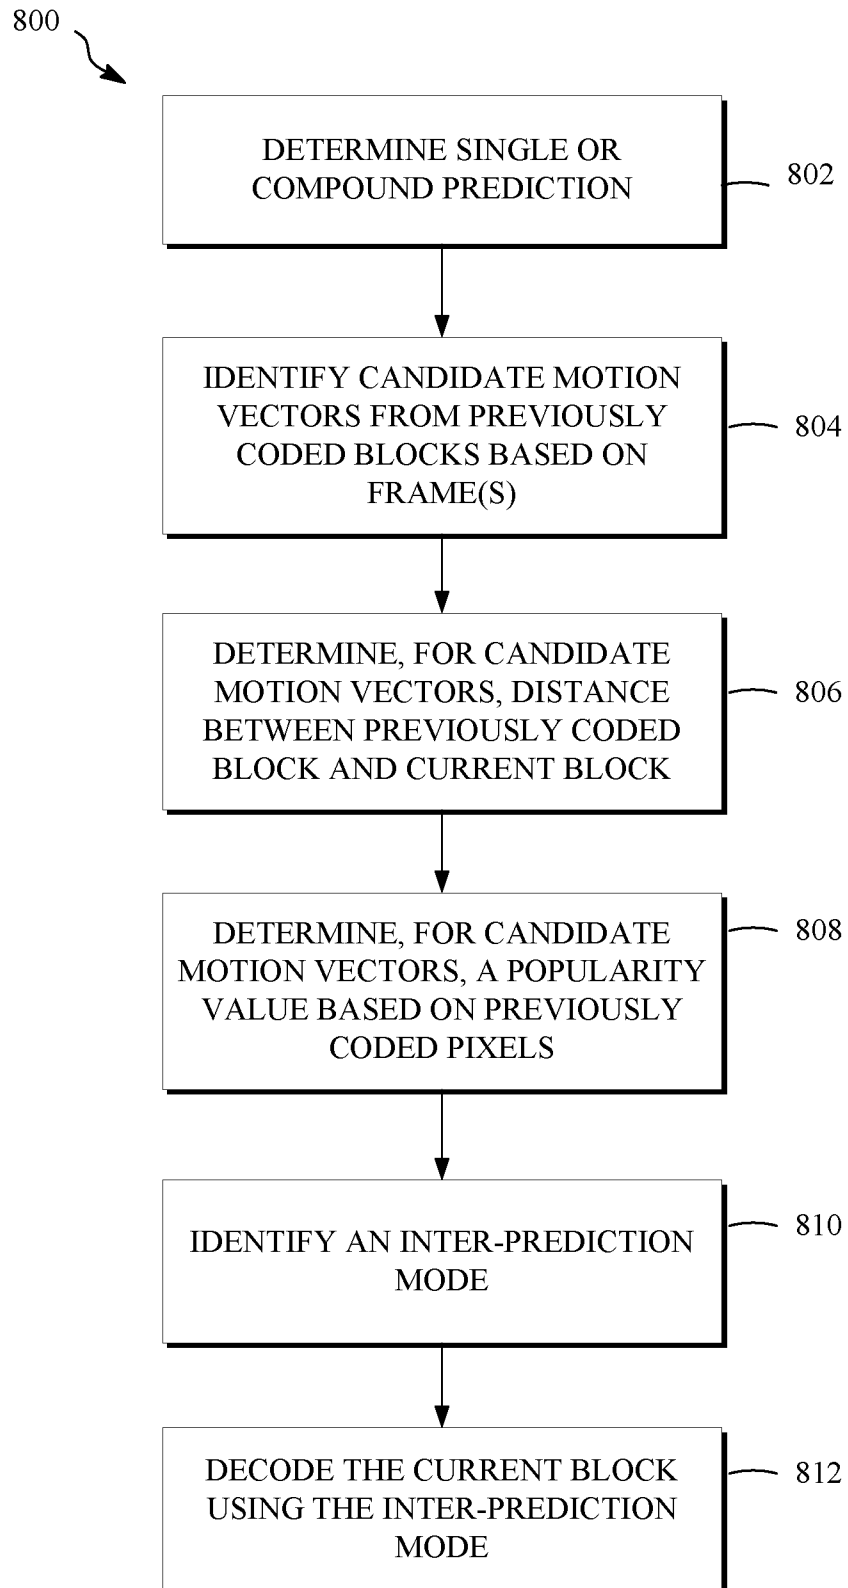 800
DETERMINE SINGLE OR
COMPOUND PREDICTION
802
IDENTIFY CANDIDATE MOTION
VECTORS FROM PREVIOUSLY
CODED BLOCKS BASED ON
FRAME(S)
804
DETERMINE, FOR CANDIDATE
MOTION VECTORS, DISTANCE
BETWEEN PREVIOUSLY CODED
BLOCK AND CURRENT BLOCK
806
DETERMINE, FOR CANDIDATE
MOTION VECTORS, A POPULARITY
VALUE BASED ON PREVIOUSLY
CODED PIXELS
808
IDENTIFY AN INTER-PREDICTION
MODE
810
DECODE THE CURRENT BLOCK
USING THE INTER-PREDICTION
MODE
812